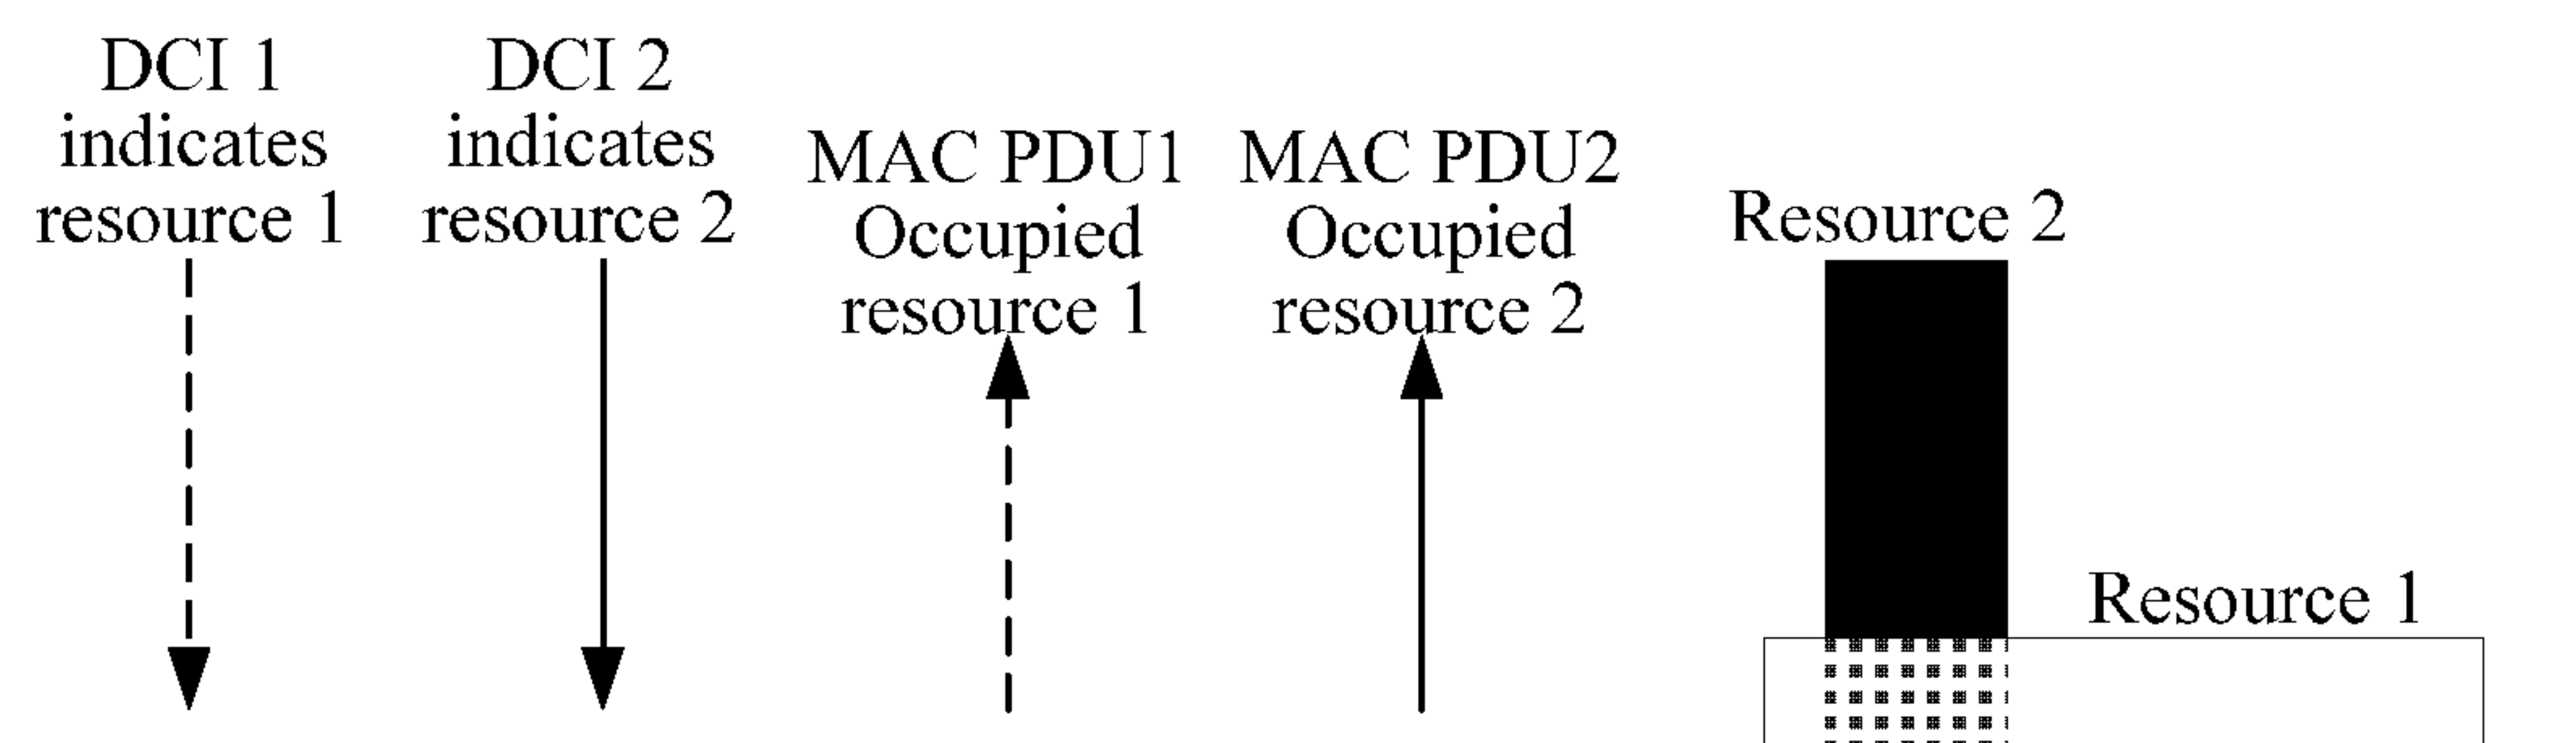 DCI 1
indicates
resource 1
DCI 2
indicates
resource 2
MAC PDU1
Occupied
resource 1
MAC PDU2
Occupied
resource 2
Resource 2
Resource 1